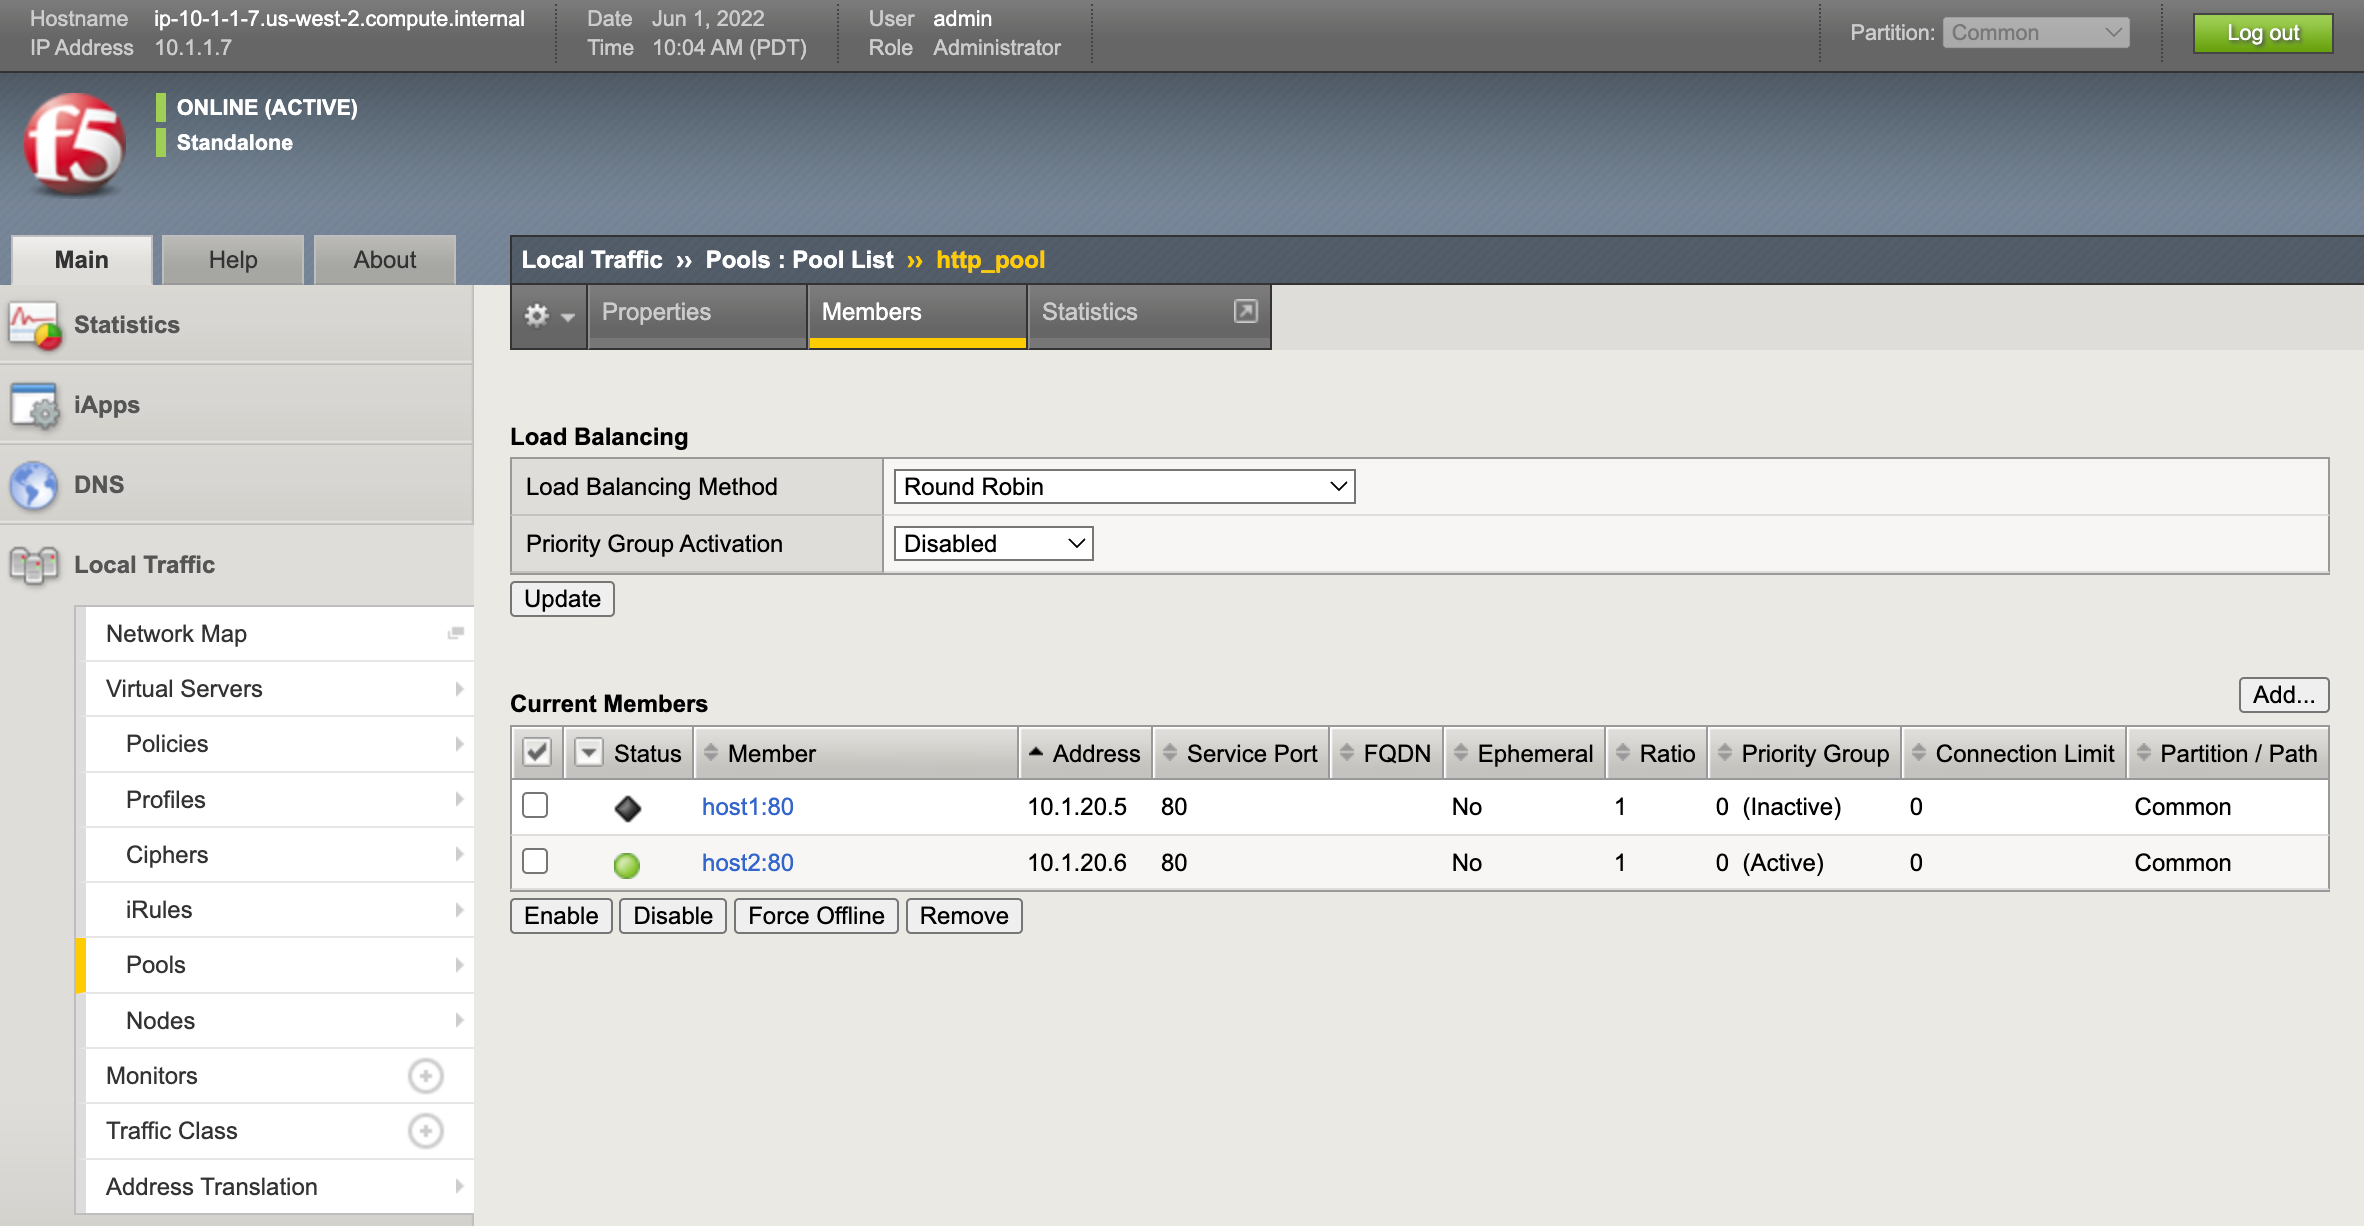 Hostname ip-10-1-1-7.us-west-2.compute.internal Date Jun 1, 2022 User admin
IP Address 10.1.1.7 Time 10:04 AM (PDT) Role Administrator
Partition: Common Log out
f5
ONLINE (ACTIVE)
Standalone
Main Help About
Local Traffic ›› Pools : Pool List ›› http_pool
Properties Members Statistics
Statistics
iApps
DNS
Local Traffic
Network Map
Virtual Servers
Policies
Profiles
Ciphers
iRules
Pools
Nodes
Monitors
Traffic Class
Address Translation
Load Balancing
Load Balancing Method Round Robin
Priority Group Activation Disabled
Update
Current Members Add...
Status Member Address Service Port FQDN Ephemeral Ratio Priority Group Connection Limit Partition / Path
host1:80 10.1.20.5 80 No 1 0 (Inactive) 0 Common
host2:80 10.1.20.6 80 No 1 0 (Active) 0 Common
Enable Disable Force Offline Remove